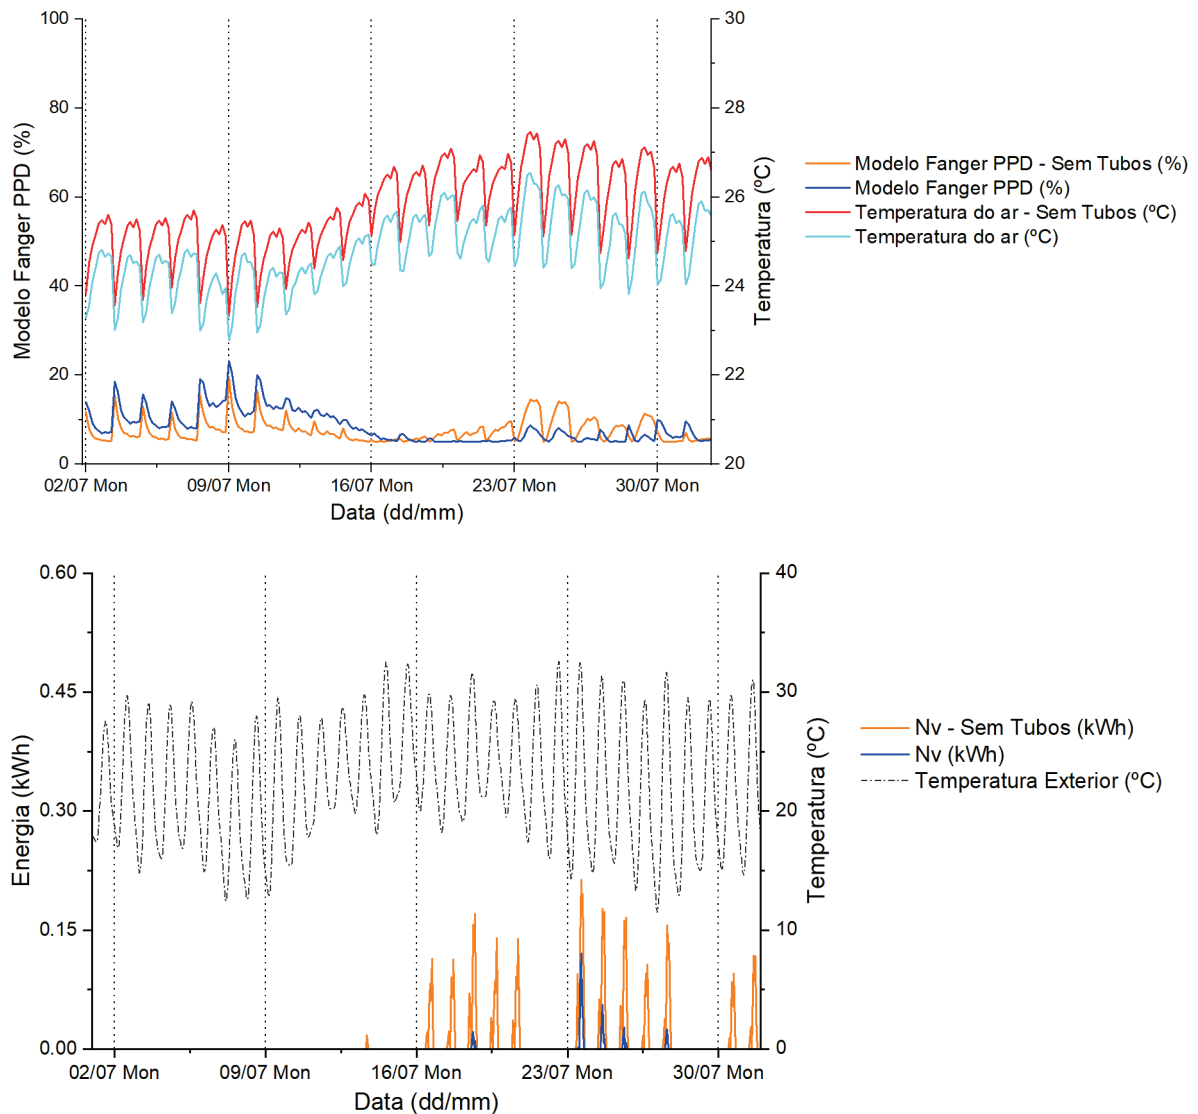 100
80
60
40
20
0
Modelo Fanger PPD (%)
30
28
26
24
22
20
Temperatura (ºC)
02/07 Mon
09/07 Mon
16/07 Mon
23/07 Mon
30/07 Mon
Data (dd/mm)
Modelo Fanger PPD - Sem Tubos (%)
Modelo Fanger PPD (%)
Temperatura do ar - Sem Tubos (ºC)
Temperatura do ar (ºC)
0.60
0.45
0.30
0.15
0.00
Energia (kWh)
40
30
20
10
0
Temperatura (ºC)
02/07 Mon
09/07 Mon
16/07 Mon
23/07 Mon
30/07 Mon
Data (dd/mm)
Nv - Sem Tubos (kWh)
Nv (kWh)
Temperatura Exterior (ºC)